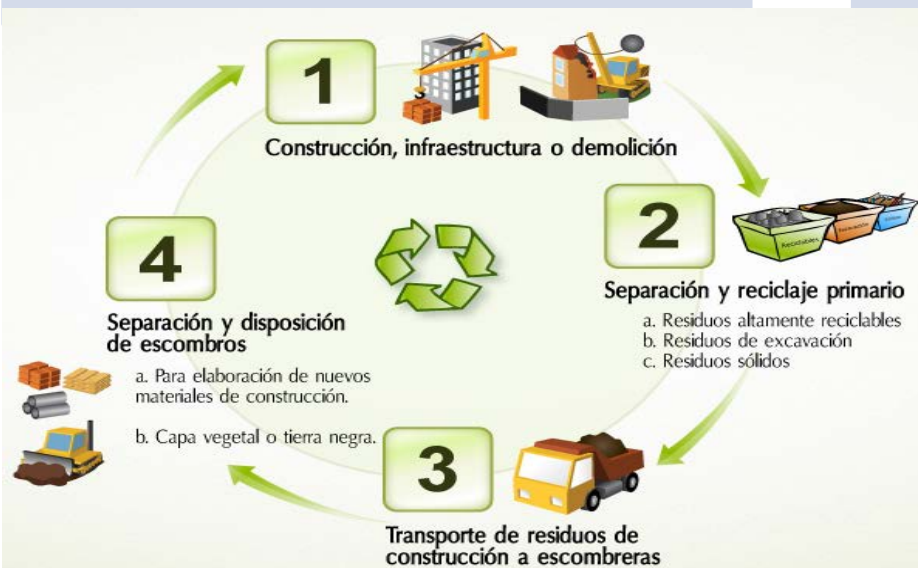 1
Construcción, infraestructura o demolición
2
Reciclables
Separación y reciclaje primario
a. Residuos altamente reciclables
b. Residuos de excavación
c. Residuos sólidos
3
Transporte de residuos de
construcción a escombreras
4
Separación y disposición
de escombros
a. Para elaboración de nuevos
materiales de construcción.
b. Capa vegetal o tierra negra.